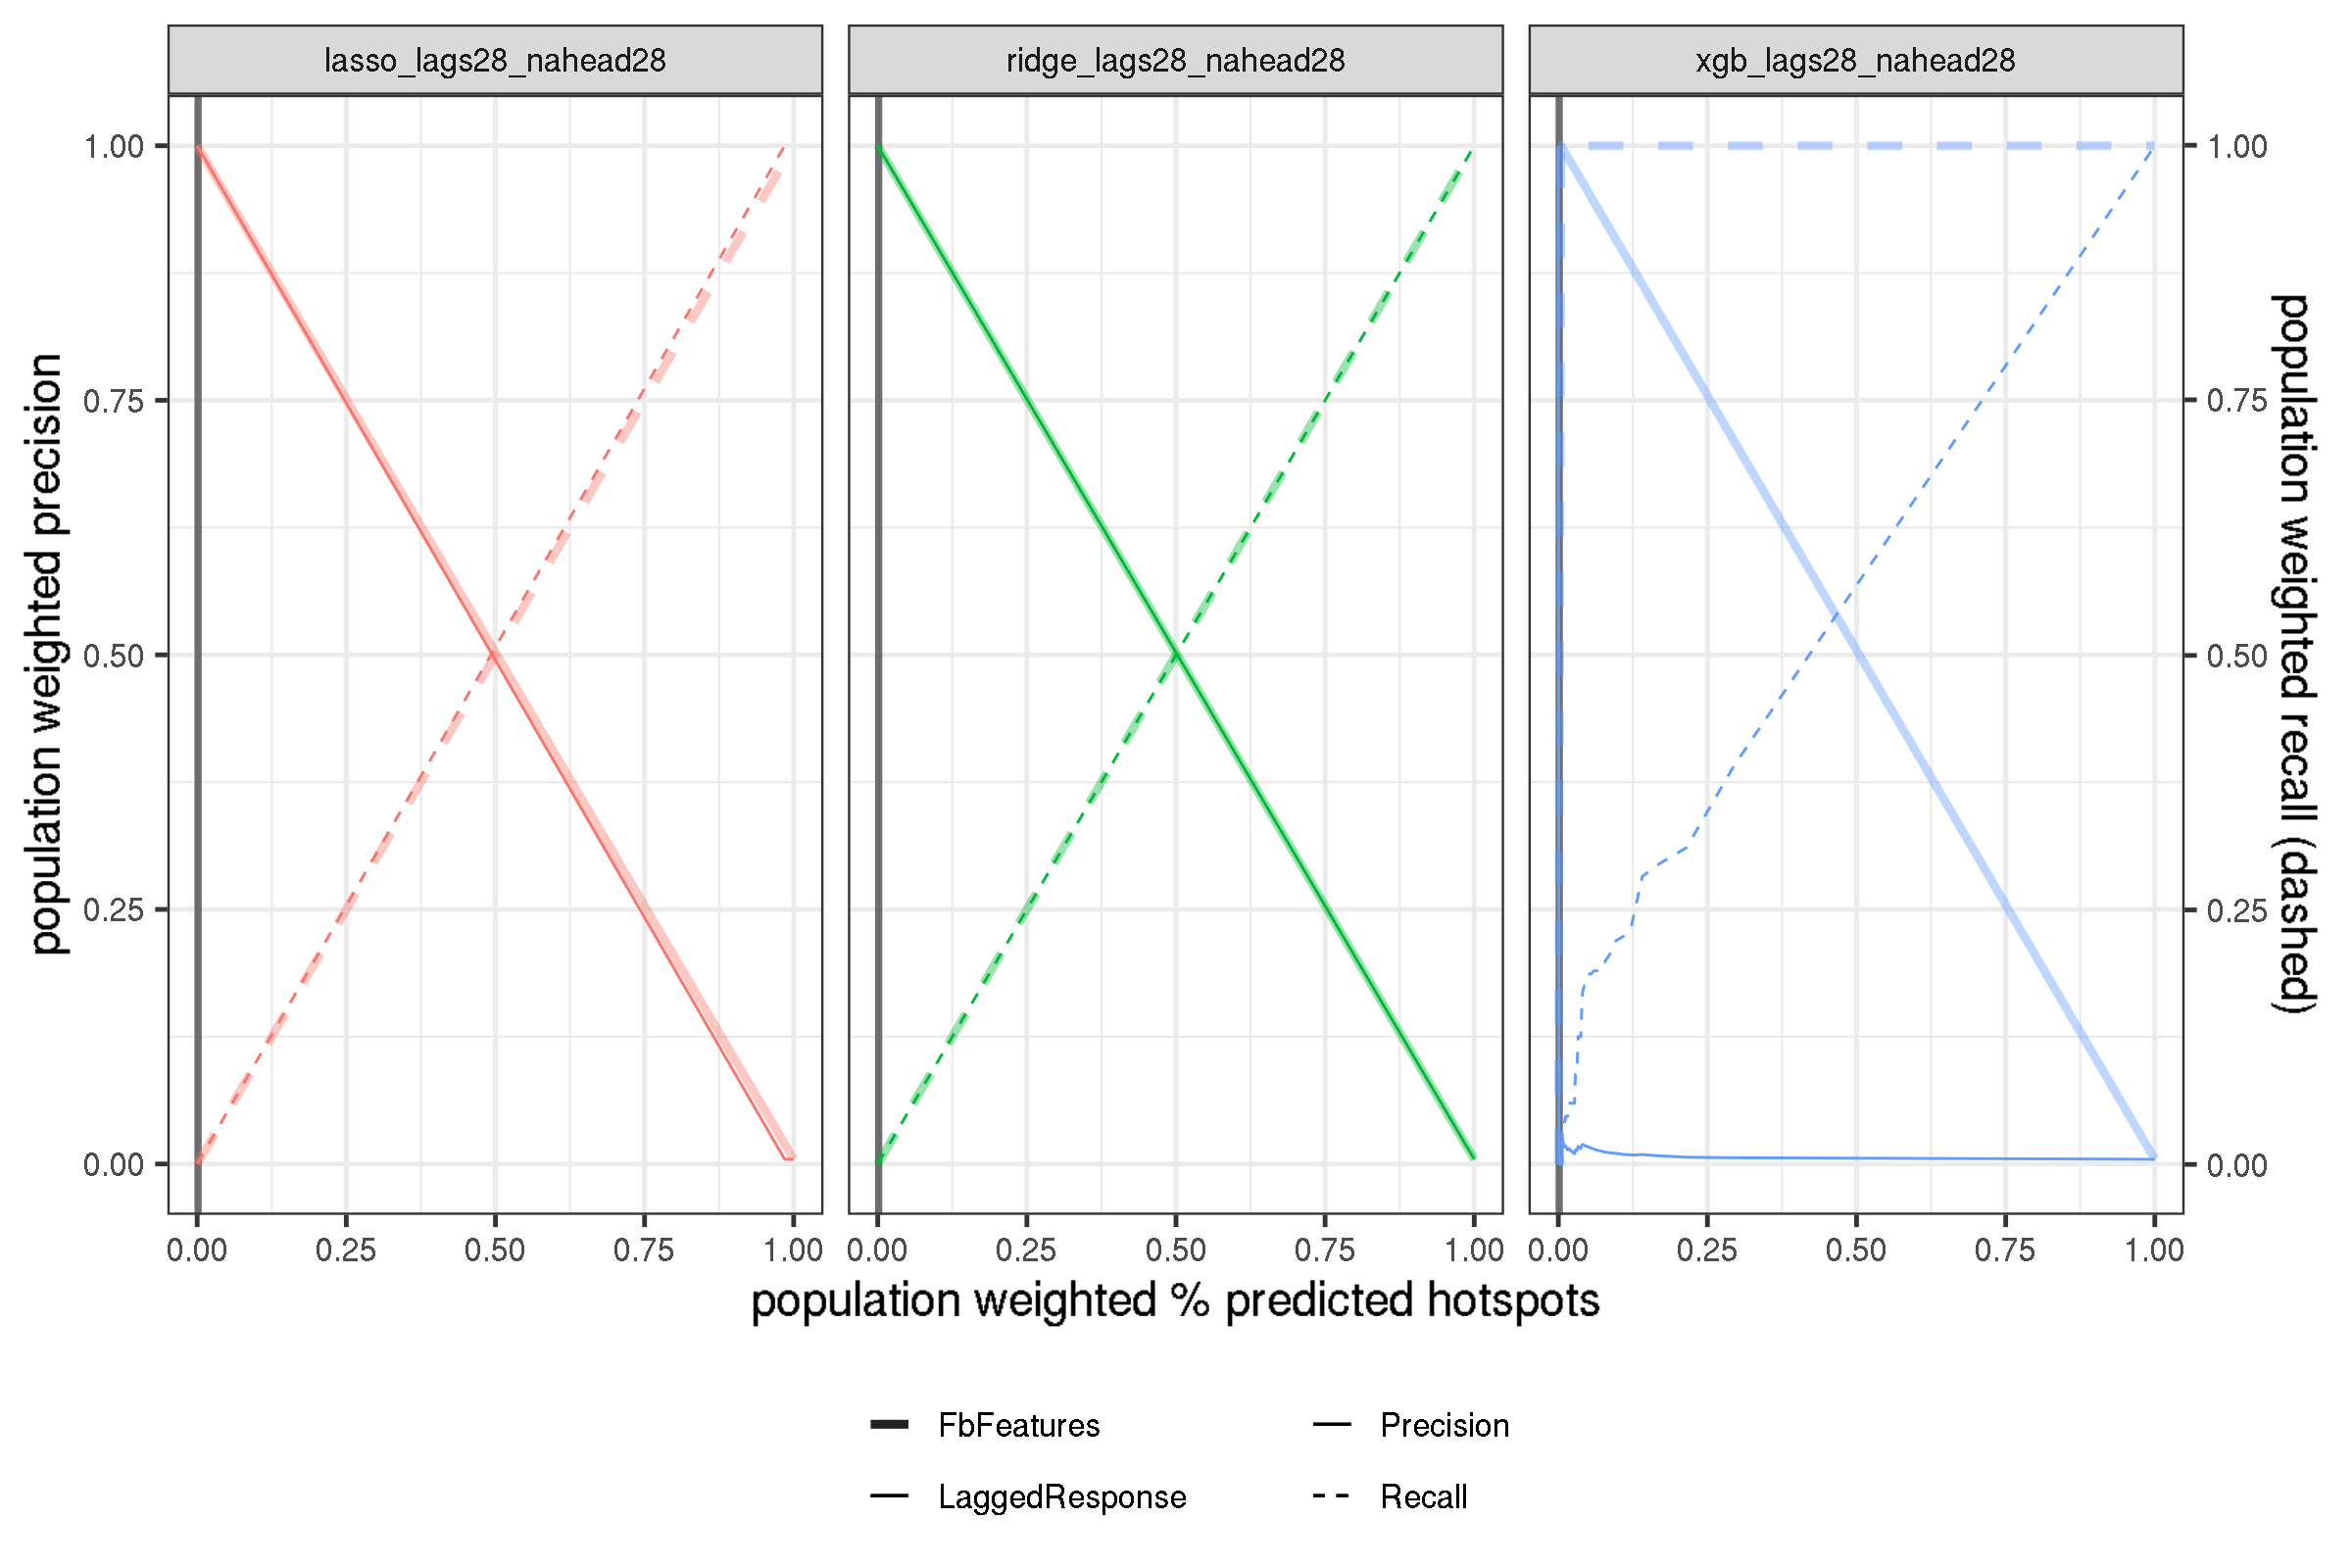 lasso_lags28_nahead28
ridge_lags28_nahead28
xgb_lags28_nahead28
population weighted precision
1.00
0.75
0.50
0.25
0.00
1.00
0.75
0.50
0.25
0.00
population weighted recall (dashed)
0.00 0.25 0.50 0.75 1.00
0.00 0.25 0.50 0.75 1.00
0.00 0.25 0.50 0.75 1.00
population weighted % predicted hotspots
FbFeatures
Precision
LaggedResponse
Recall